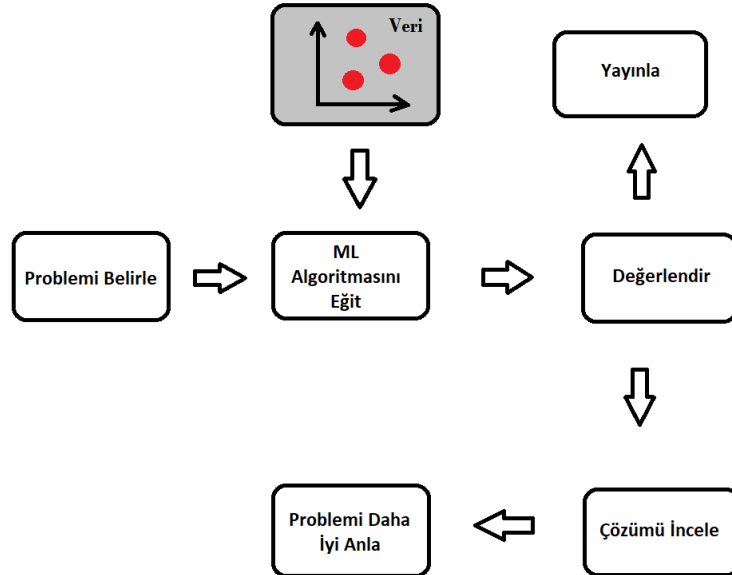 Veri
Yayınla
Problemi Belirle
ML
Algoritmasını
Eğit
Değerlendir
Problemi Daha
İyi Anla
Çözümü İncele